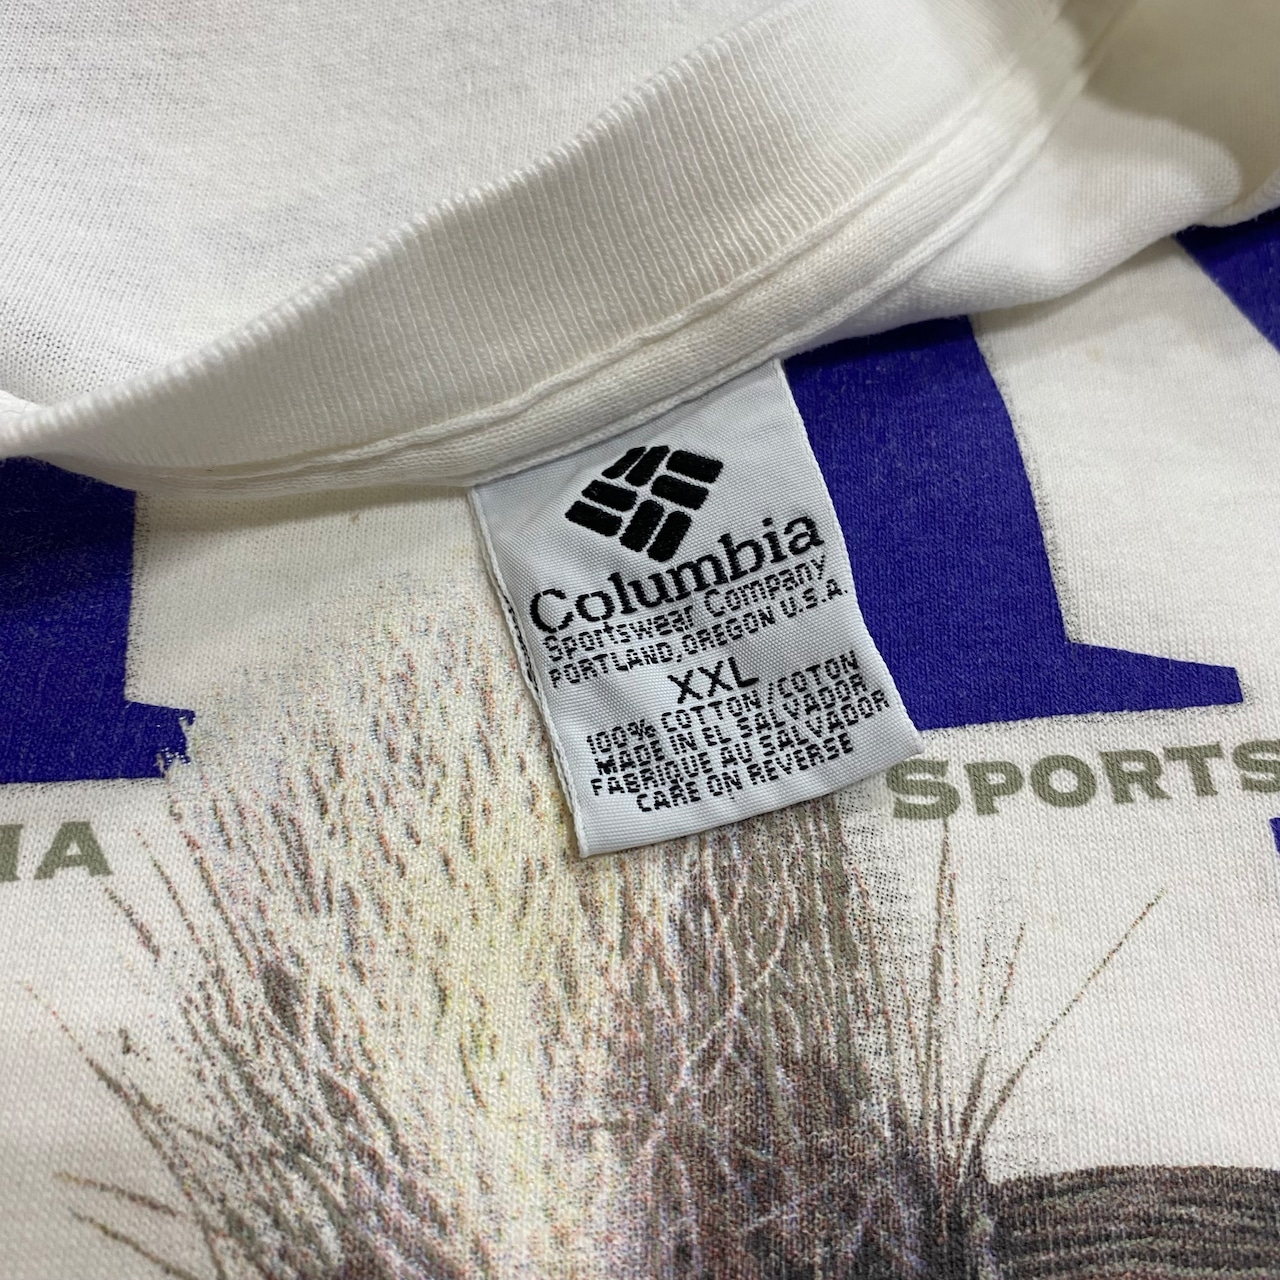 Columbia
Sportswear Company
PORTLAND, OREGON U.S.A.
XXL
100% COTTON/COTON
MADE IN EL SALVADOR
FABRIQUE AU SALVADOR
CARE ON REVERSE
SPORTS
IA